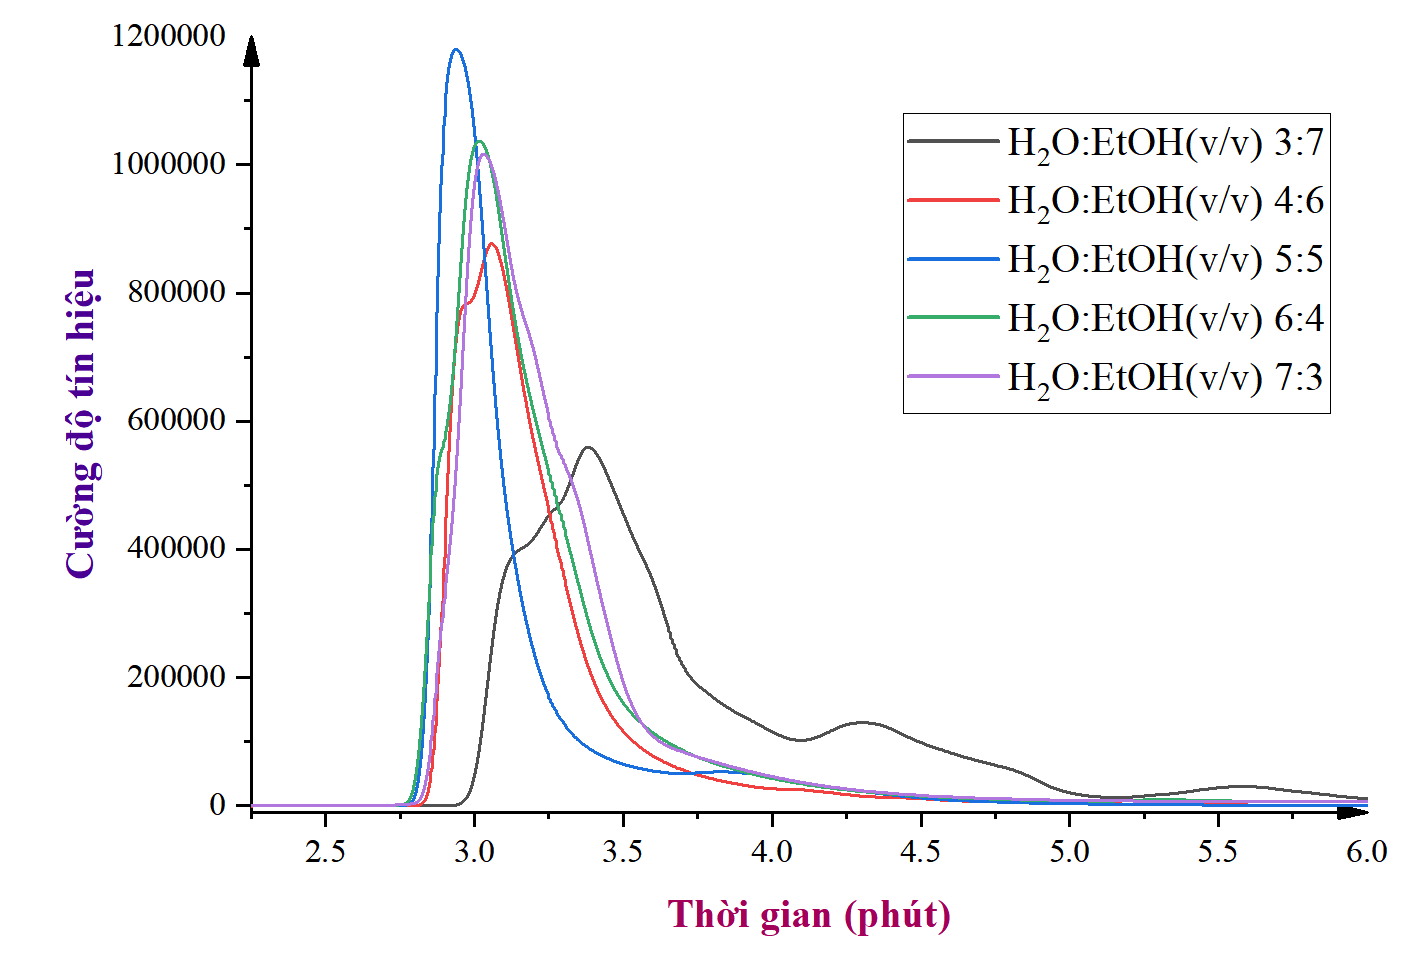 1200000
1000000
800000
600000
400000
200000
0
Cường độ tín hiệu
H₂O:EtOH(v/v) 3:7
H₂O:EtOH(v/v) 4:6
H₂O:EtOH(v/v) 5:5
H₂O:EtOH(v/v) 6:4
H₂O:EtOH(v/v) 7:3
2.5 3.0 3.5 4.0 4.5 5.0 5.5 6.0
Thời gian (phút)